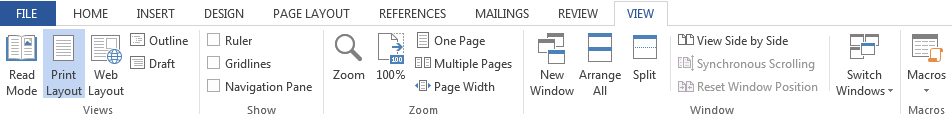 FILE HOME INSERT DESIGN PAGE LAYOUT REFERENCES MAILINGS REVIEW VIEW
Read Mode
Print Layout
Web Layout
Outline
Draft
Views
Ruler
Gridlines
Navigation Pane
Show
Zoom
100
100%
One Page
Multiple Pages
Page Width
Zoom
New Window
Arrange All
Split
View Side by Side
Synchronous Scrolling
Reset Window Position
Switch Windows
Window
Macros
Macros